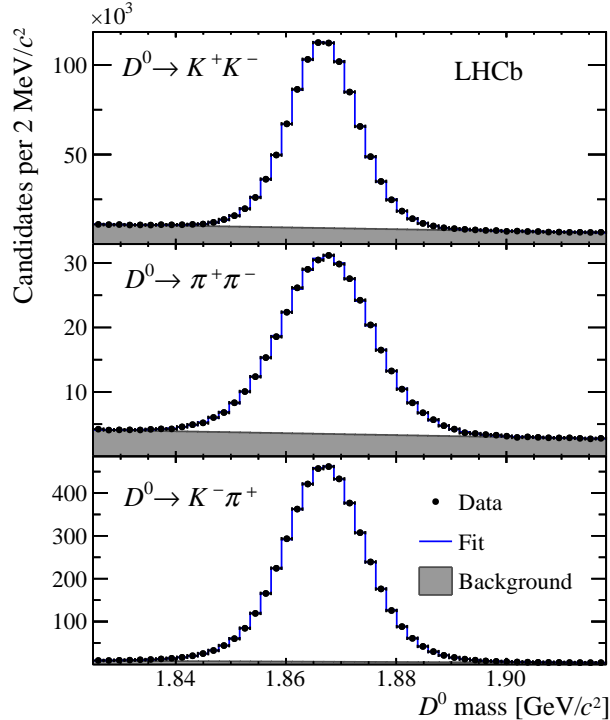 ×10³
Candidates per 2 MeV/c²
D⁰→ K⁺K⁻
LHCb
100
50
D⁰→ π⁺π⁻
30
20
10
D⁰→ K⁻π⁺
400
300
200
100
Data
Fit
Background
1.84 1.86 1.88 1.90
D⁰ mass [GeV/c²]